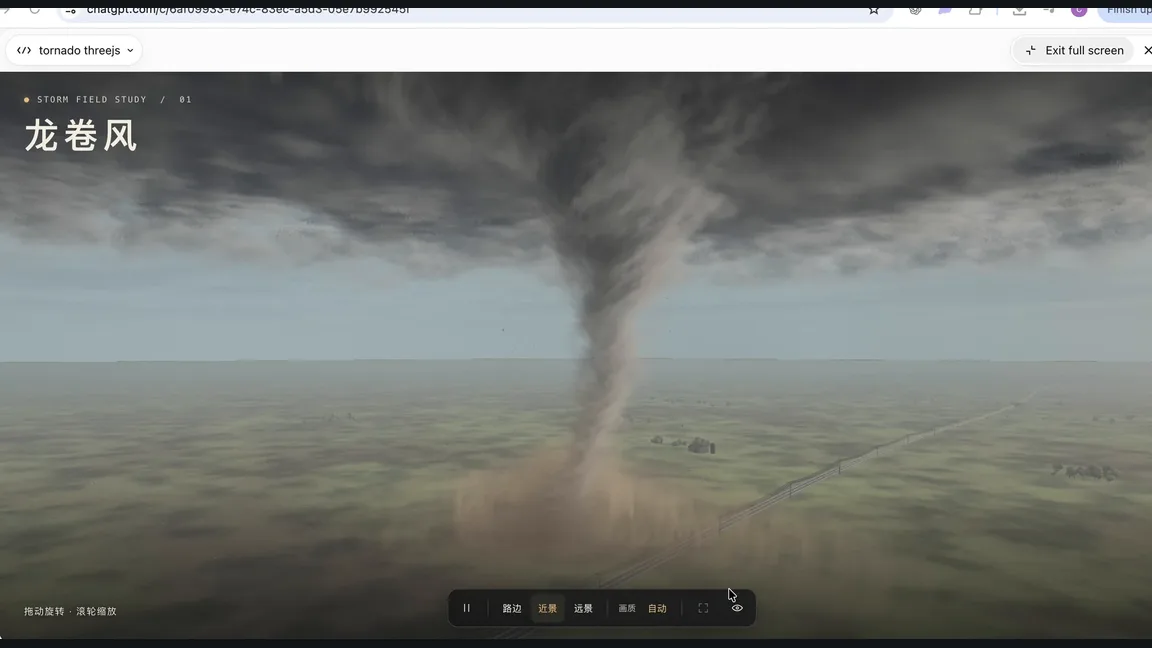 tornado threejs
Exit full screen
STORM FIELD STUDY / 01
龙卷风
拖动旋转 · 滚轮缩放
路边 近景 远景 画质 自动